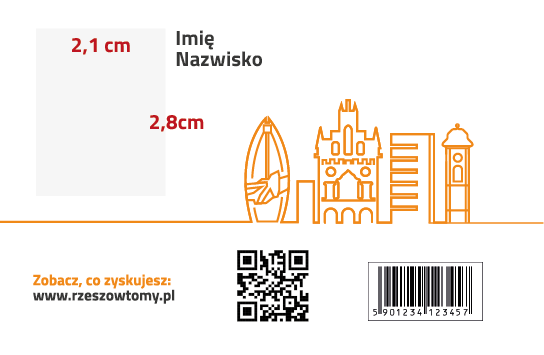 2,1 cm
Imię
Nazwisko
2,8cm
Zobacz, co zyskujesz:
www.rzeszowtomy.pl
5 901234 123457